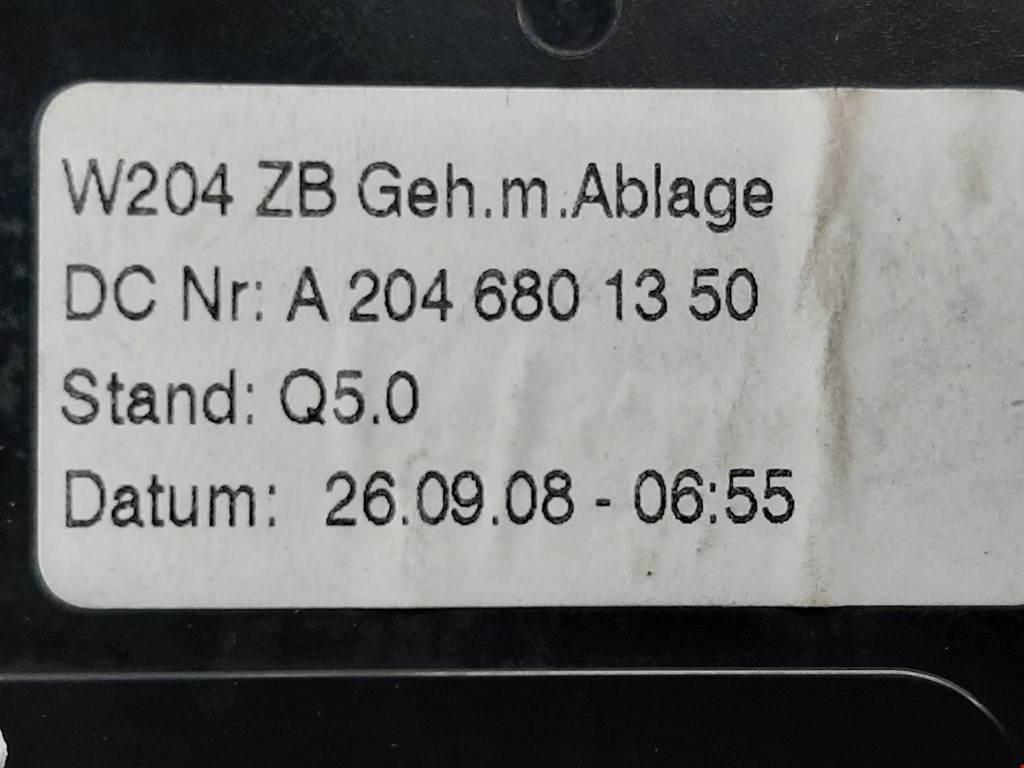 W204 ZB Geh.m.Ablage
DC Nr: A 204 680 13 50
Stand: Q5.0
Datum: 26.09.08 - 06:55